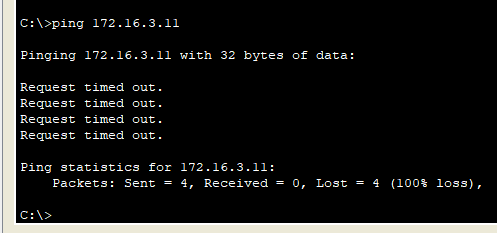 C:\>ping 172.16.3.11
Pinging 172.16.3.11 with 32 bytes of data:
Request timed out.
Request timed out.
Request timed out.
Request timed out.
Ping statistics for 172.16.3.11:
    Packets: Sent = 4, Received = 0, Lost = 4 (100% loss),
C:\>